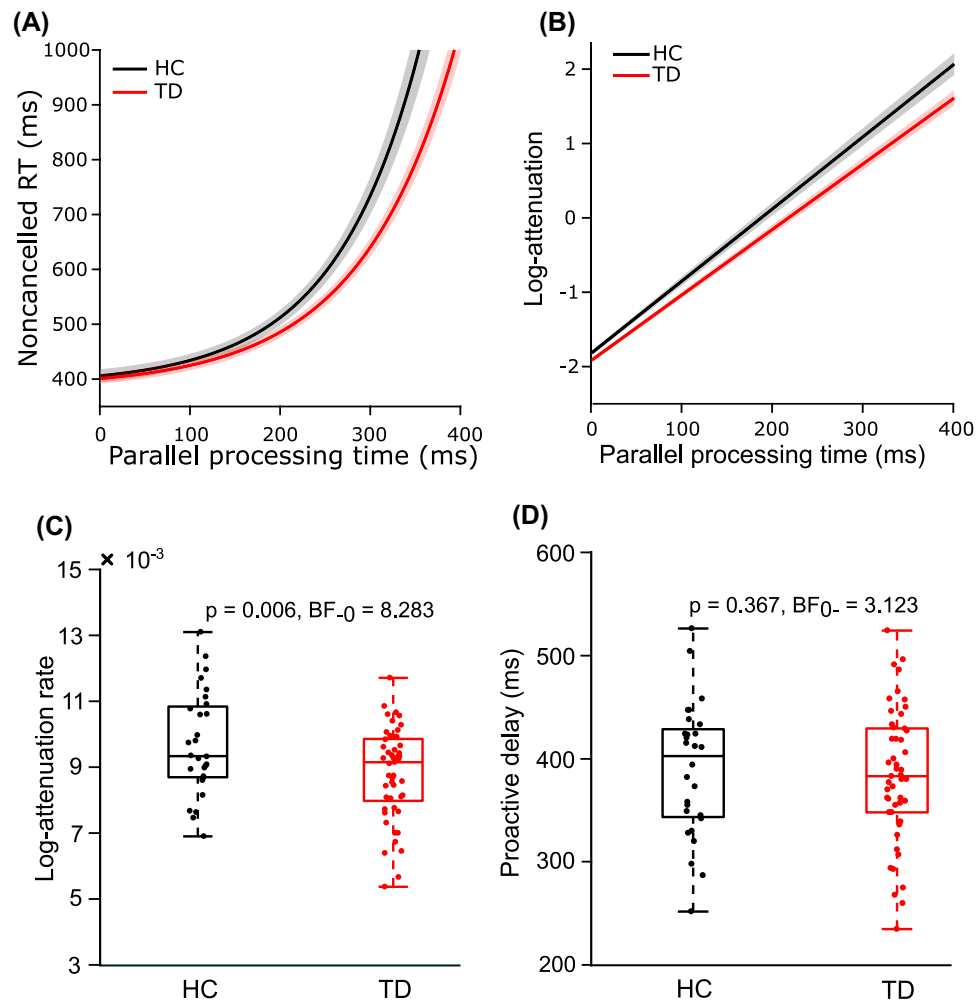 (A)
1000
900
800
700
600
500
400
HC
TD
Noncancelled RT (ms)
0 100 200 300 400
Parallel processing time (ms)
(B)
2
1
0
-1
-2
HC
TD
Log-attenuation
0 100 200 300 400
Parallel processing time (ms)
(C)
× 10⁻³
15
13
11
9
7
5
3
p = 0.006, BF-0 = 8.283
Log-attenuation rate
HC TD
(D)
600
500
400
300
200
p = 0.367, BF0- = 3.123
Proactive delay (ms)
HC TD